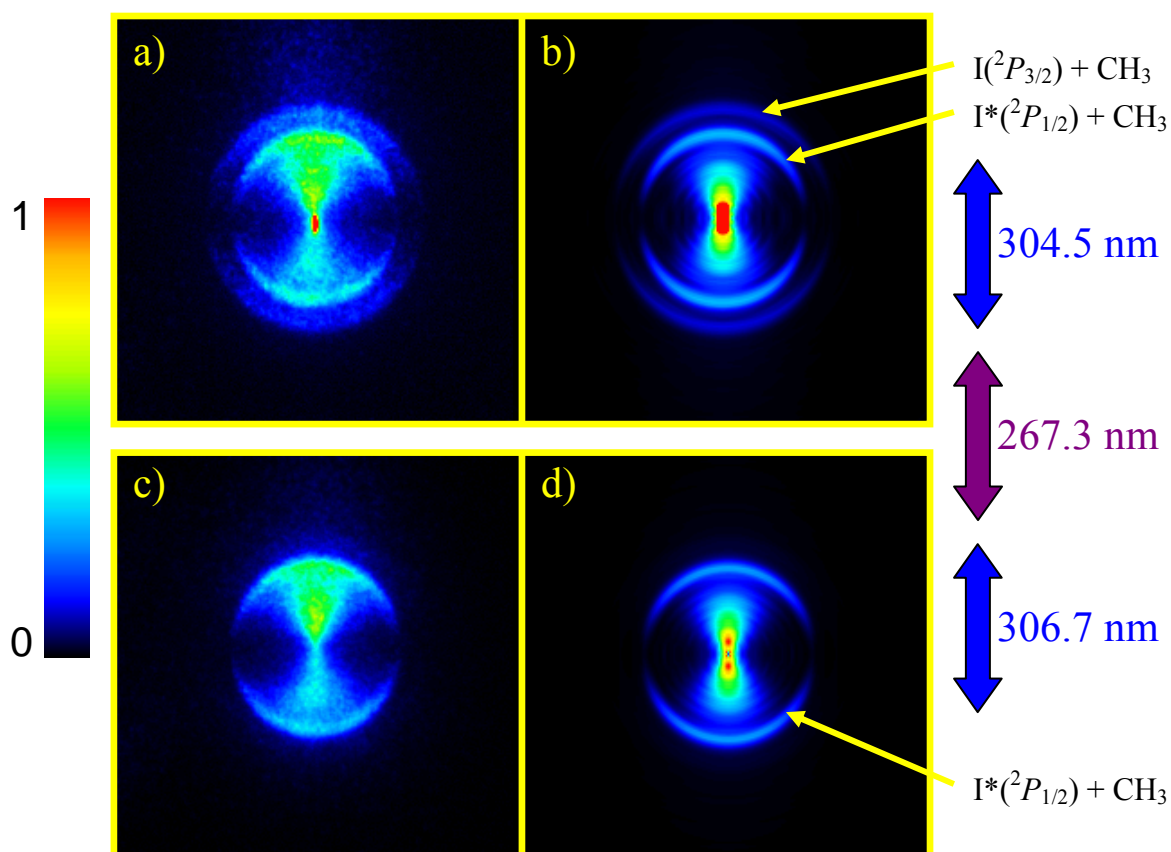 a)
b)
I(²P₃/₂) + CH₃
I*(²P₁/₂) + CH₃
1
304.5 nm
267.3 nm
c)
d)
0
306.7 nm
I*(²P₁/₂) + CH₃